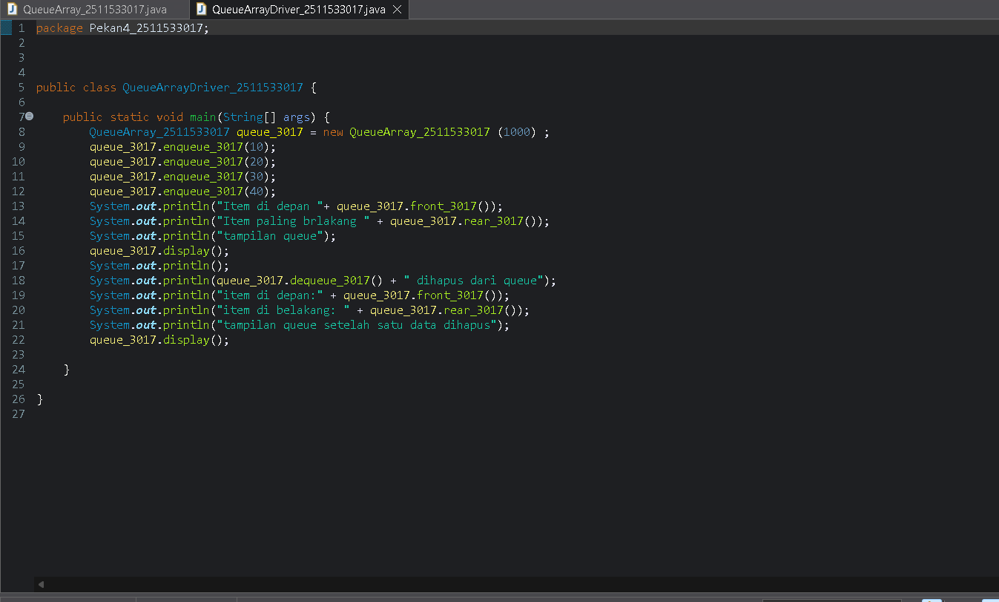 QueueArray_2511533017.java QueueArrayDriver_2511533017.java
1 package Pekan4_2511533017;
2
3
4
5 public class QueueArrayDriver_2511533017 {
6
7 public static void main(String[] args) {
8 QueueArray_2511533017 queue_3017 = new QueueArray_2511533017 (1000) ;
9 queue_3017.enqueue_3017(10);
10 queue_3017.enqueue_3017(20);
11 queue_3017.enqueue_3017(30);
12 queue_3017.enqueue_3017(40);
13 System.out.println("Item di depan "+ queue_3017.front_3017());
14 System.out.println("Item paling brlakang " + queue_3017.rear_3017());
15 System.out.println("tampilan queue");
16 queue_3017.display();
17 System.out.println();
18 System.out.println(queue_3017.dequeue_3017() + " dihapus dari queue");
19 System.out.println("item di depan:" + queue_3017.front_3017());
20 System.out.println("item di belakang: " + queue_3017.rear_3017());
21 System.out.println("tampilan queue setelah satu data dihapus");
22 queue_3017.display();
23
24 }
25
26 }
27